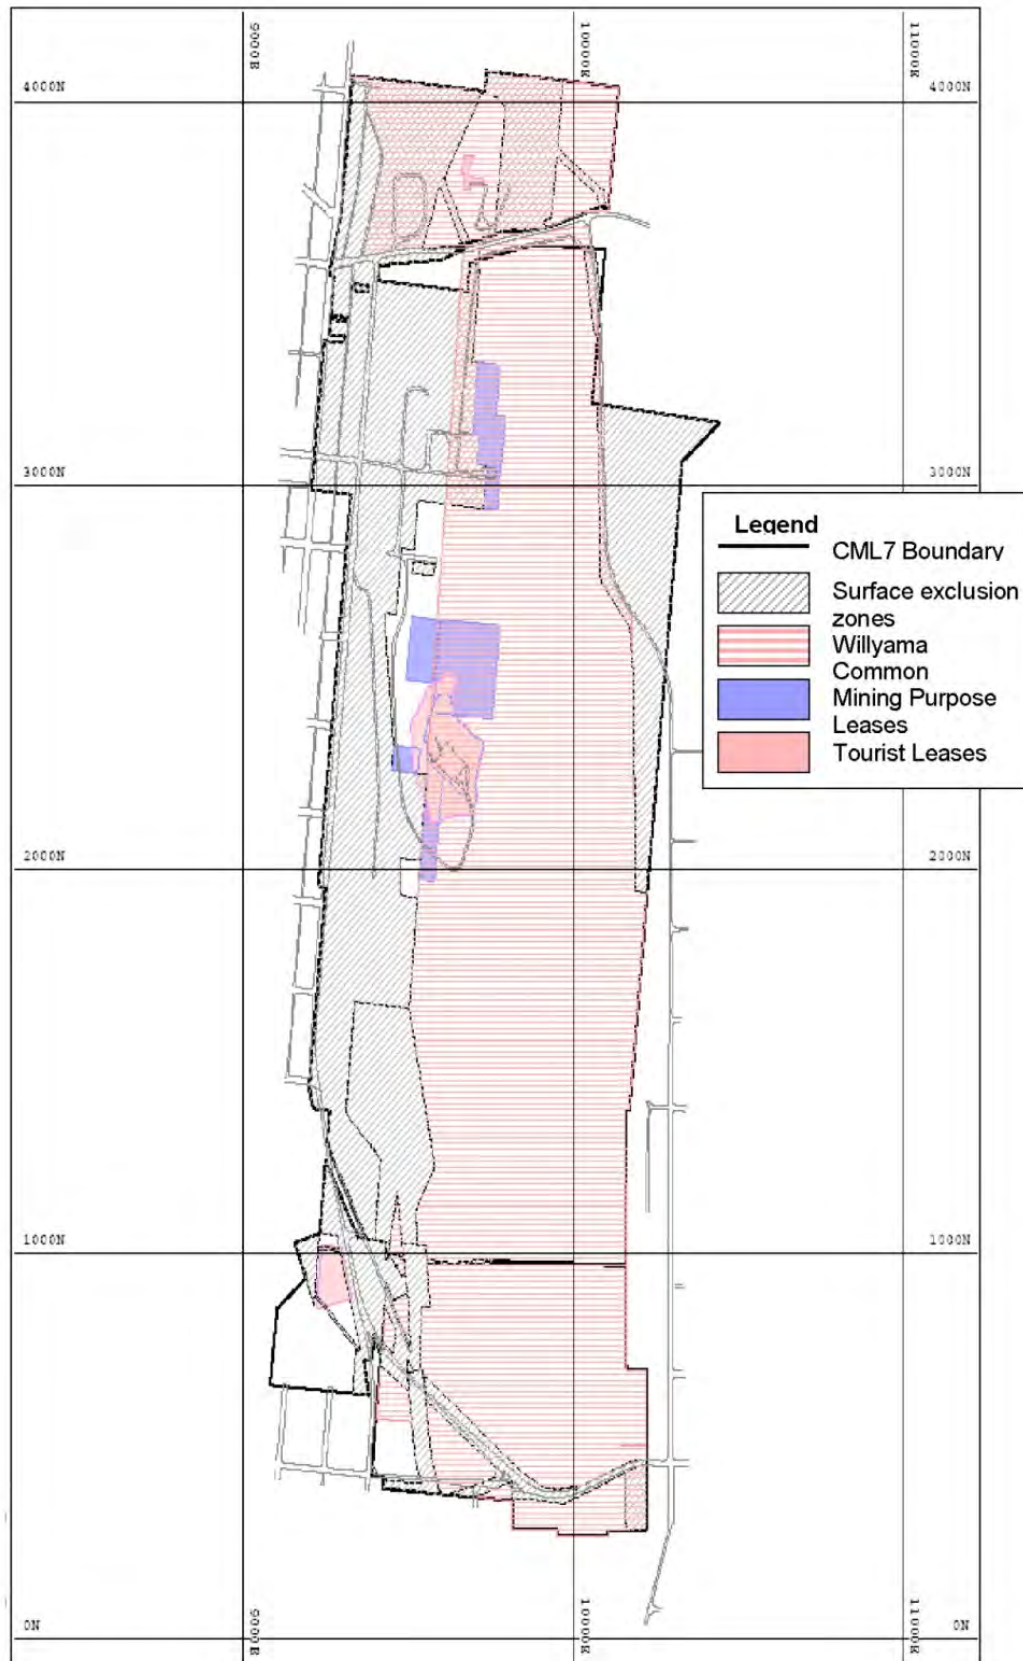 9000E
10000E
11000E
4000N
4000N
3000N
3000N
Legend
CML7 Boundary
Surface exclusion
zones
Willyama
Common
Mining Purpose
Leases
Tourist Leases
2000N
2000N
1000N
1000N
0N
0N
9000E
10000E
11000E